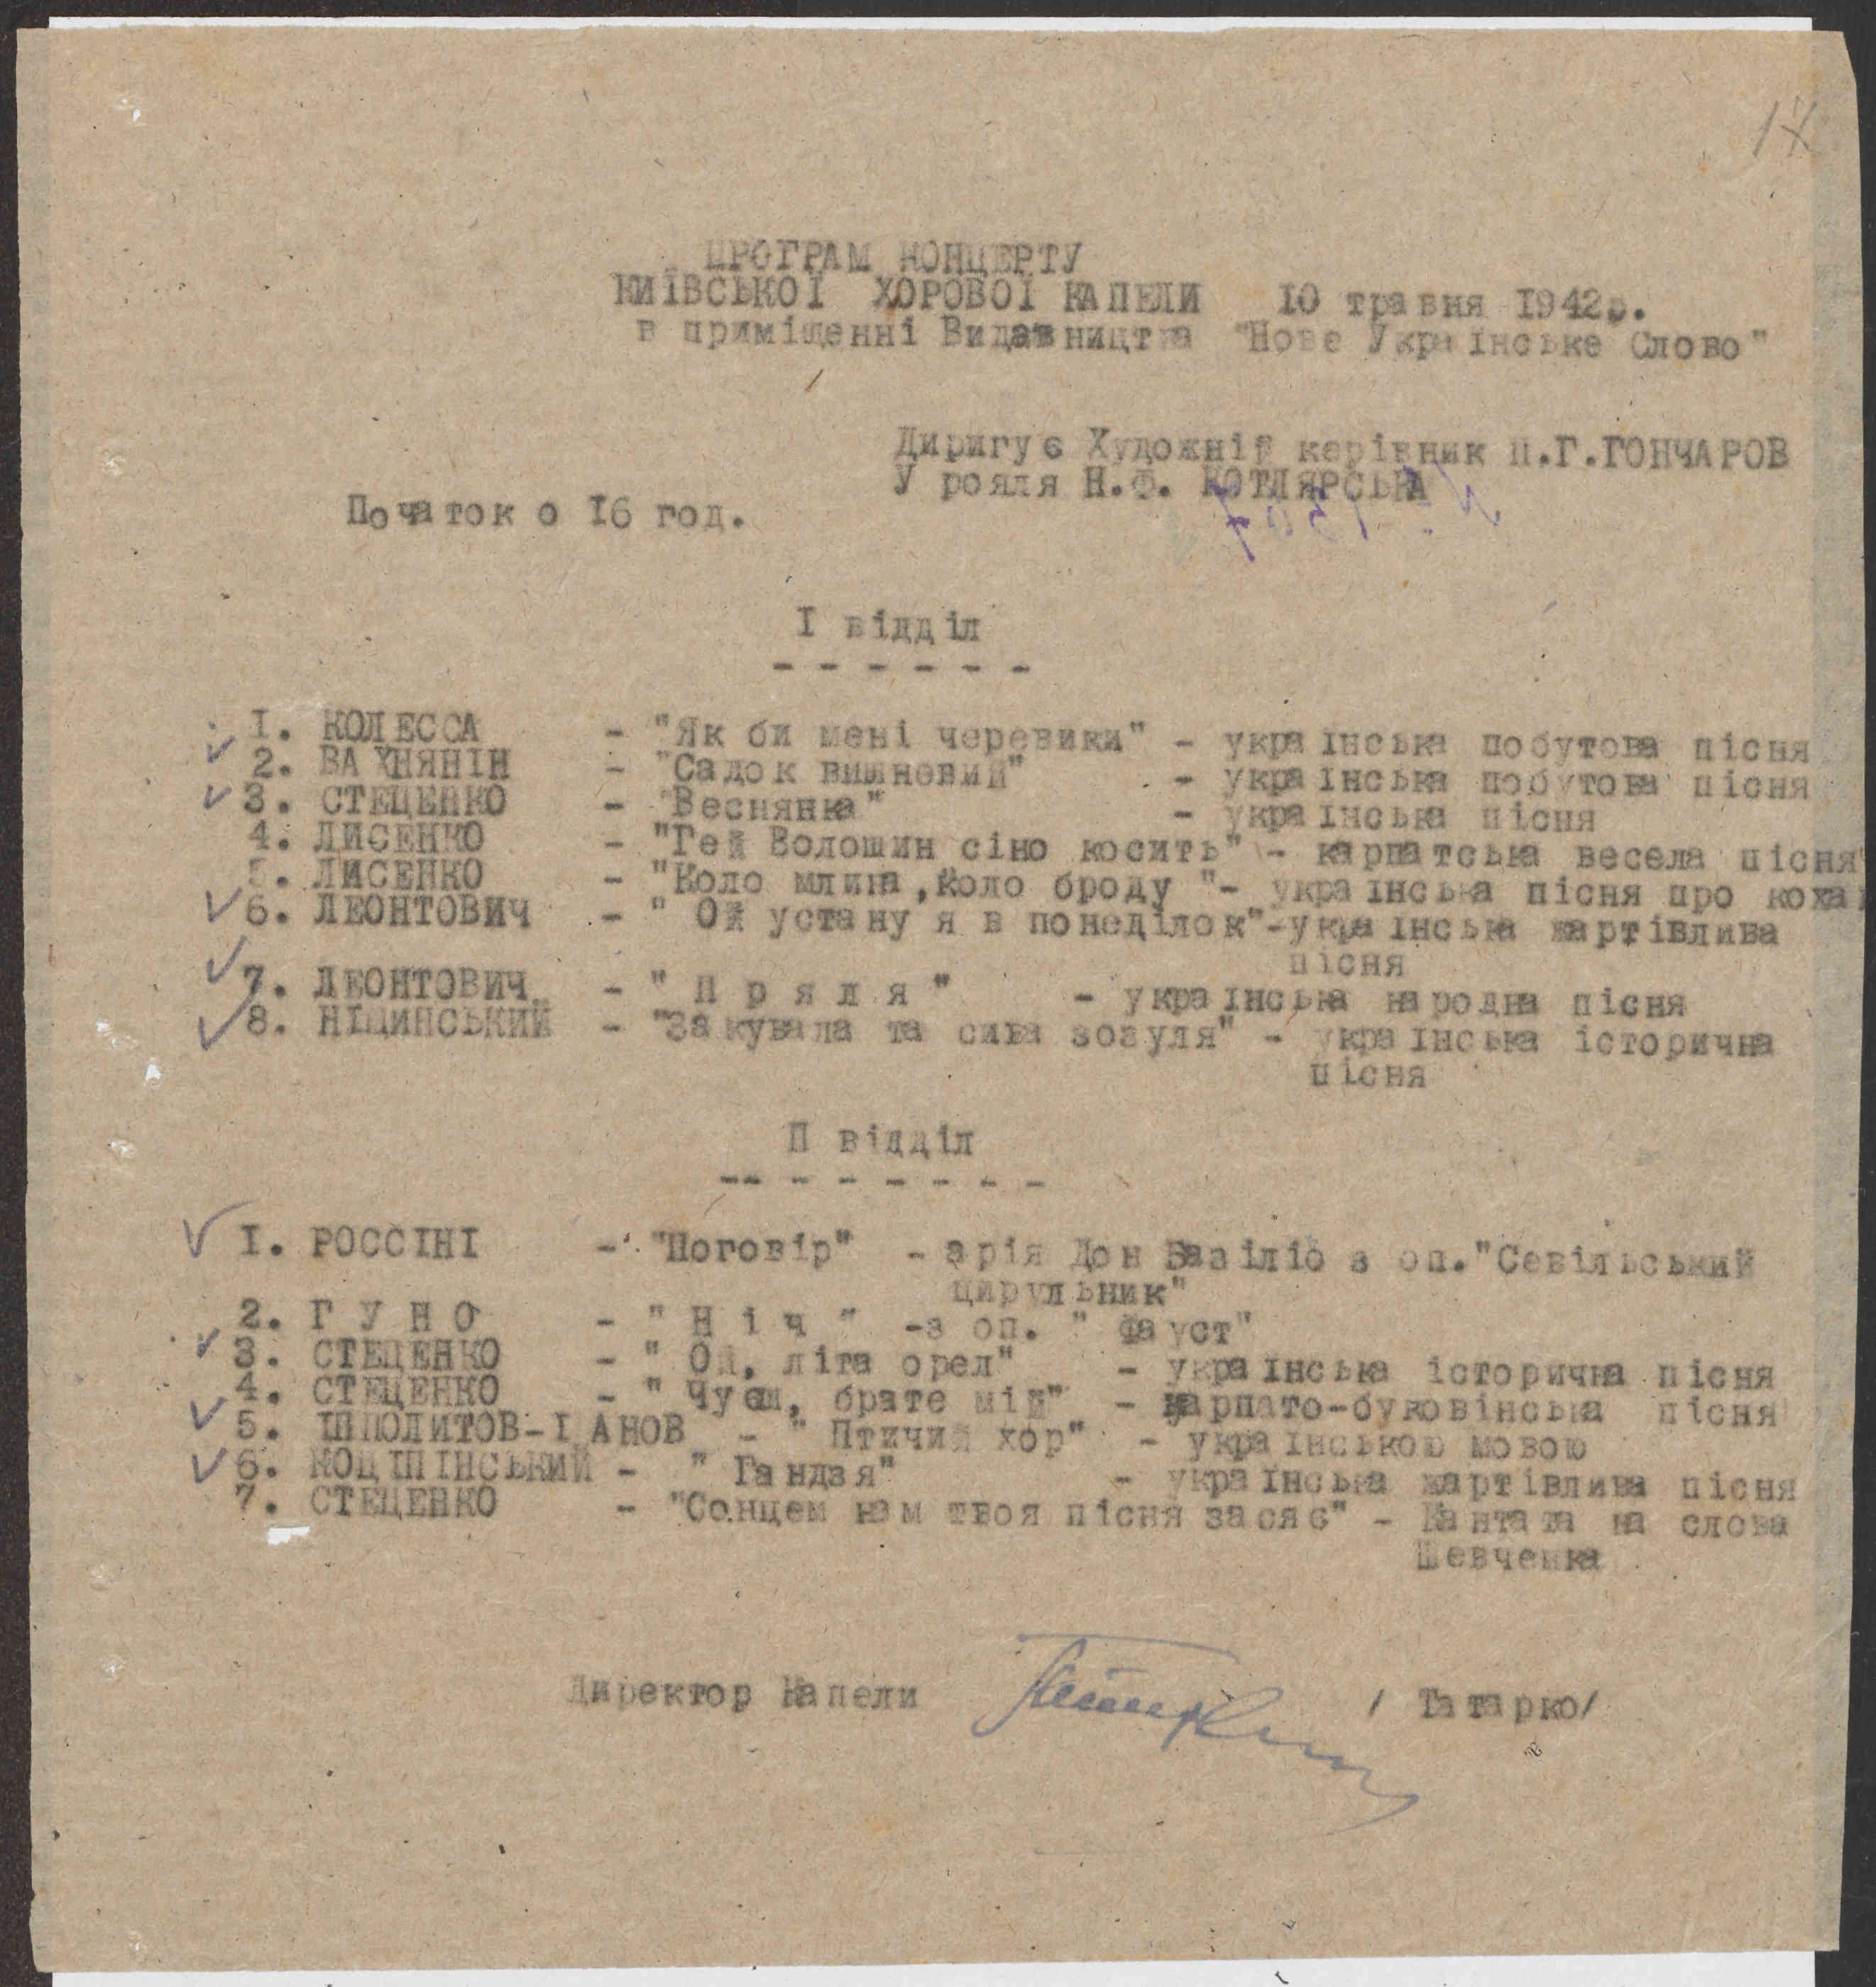 17
ПРОГРАМ КОНЦЕРТУ
КИЇВСЬКОЇ ХОРОВОЇ КАПЕЛИ 10 травня 1942р.
в приміщенні Видавництва "Нове Українське Слово"
Диригує Художній керівник П.Г.ГОНЧАРОВ
У рояля Н.Ф. КОТЛЯРСЬКА
Початок о 16 год.
І відділ
- - - - - -
1. КОЛЕССА - "Як би мені черевики" - українська побутова пісня
2. ВАХНЯНІН - "Садок вишневий" - українська побутова пісня
3. СТЕЦЕНКО - "Веснянка" - українська пісня
4. ЛИСЕНКО - "Гей Волошин сіно косить" - карпатська весела пісня
5. ЛИСЕНКО - "Коло млина, коло броду "- українська пісня про коха
6. ЛЕОНТОВИЧ - " Ой устану я в понеділок"-українська жартівлива
пісня
7. ЛЕОНТОВИЧ - " П р я л я " - українська народна пісня
8. НІЩИНСЬКИЙ - "Закувала та сива зозуля" - українська історична
пісня
ІІ відділ
-- - - - - - -
1. РОССІНІ - "Поговір" - арія Дон Базіліо з оп."Севільський
цирульник"
2. Г У Н О - " Н і ч " -з оп. " Фауст"
3. СТЕЦЕНКО - " Ой, літа орел" - українська історична пісня
4. СТЕЦЕНКО - " Чуєш, брате мій" - карпато-буковінська пісня
5. ІППОЛИТОВ-І АНОВ - " Птичий хор" - українською мовою
6. КОЦІПІНСЬКИЙ - " Гандзя" - українська жартівлива пісня
7. СТЕЦЕНКО - "Сонцем нам твоя пісня засяє" - Кантата на слова
Шевченка
Директор Капели / Татарко/